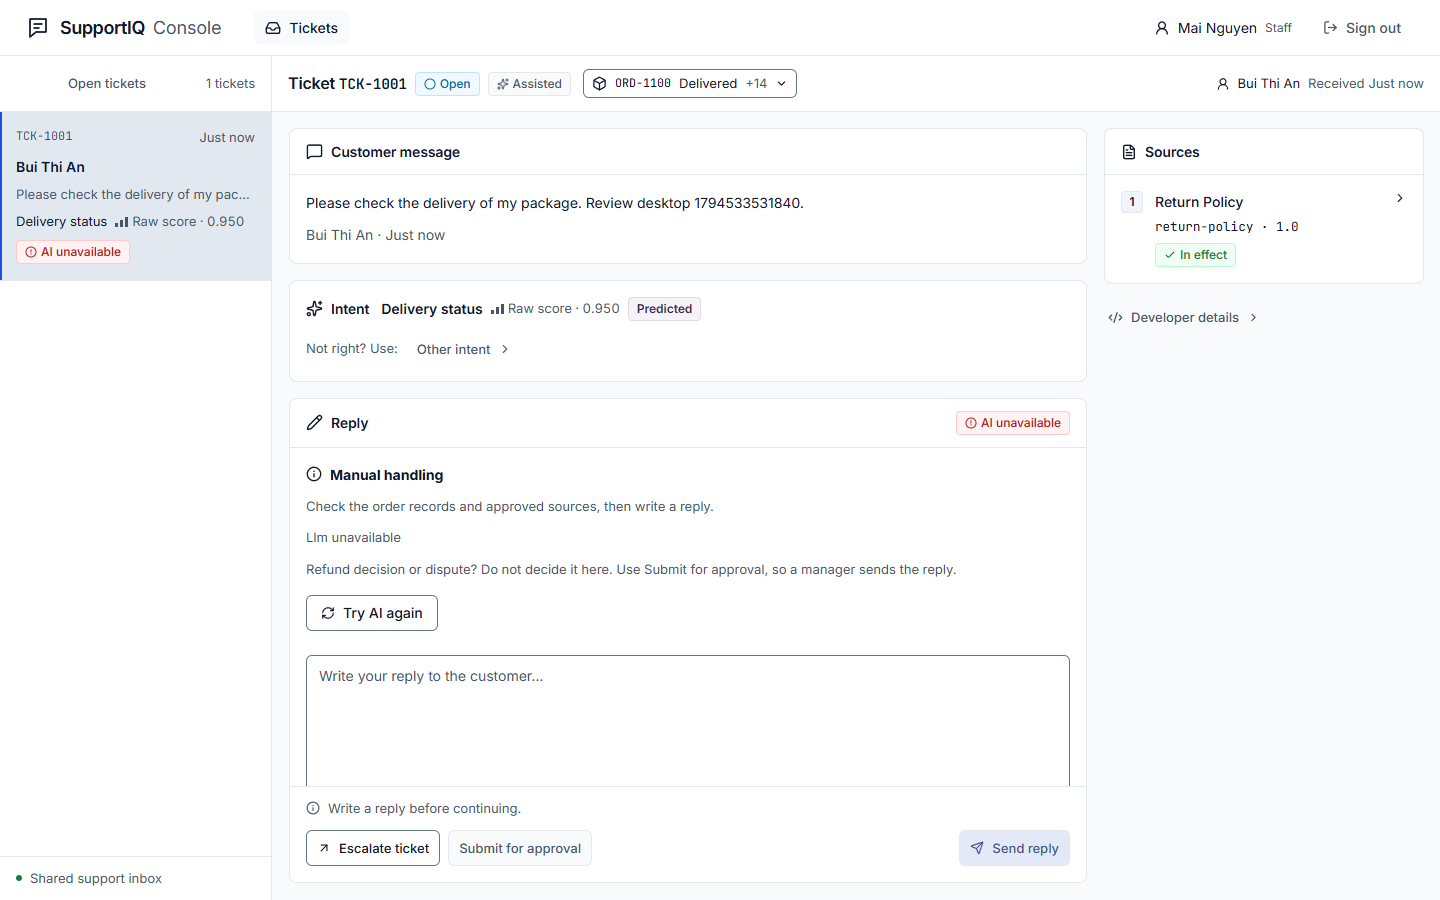 SupportIQ Console
Tickets
Mai Nguyen Staff
Sign out
Open tickets
1 tickets
Ticket TCK-1001
Open
Assisted
ORD-1100 Delivered +14
Bui Thi An Received Just now
TCK-1001
Just now
Bui Thi An
Please check the delivery of my pac...
Delivery status Raw score · 0.950
AI unavailable
Customer message
Please check the delivery of my package. Review desktop 1794533531840.
Bui Thi An · Just now
Intent Delivery status Raw score · 0.950 Predicted
Not right? Use: Other intent
Reply
AI unavailable
Manual handling
Check the order records and approved sources, then write a reply.
Llm unavailable
Refund decision or dispute? Do not decide it here. Use Submit for approval, so a manager sends the reply.
Try AI again
Write your reply to the customer...
Write a reply before continuing.
Escalate ticket
Submit for approval
Send reply
Sources
1 Return Policy
return-policy · 1.0
In effect
Developer details
Shared support inbox